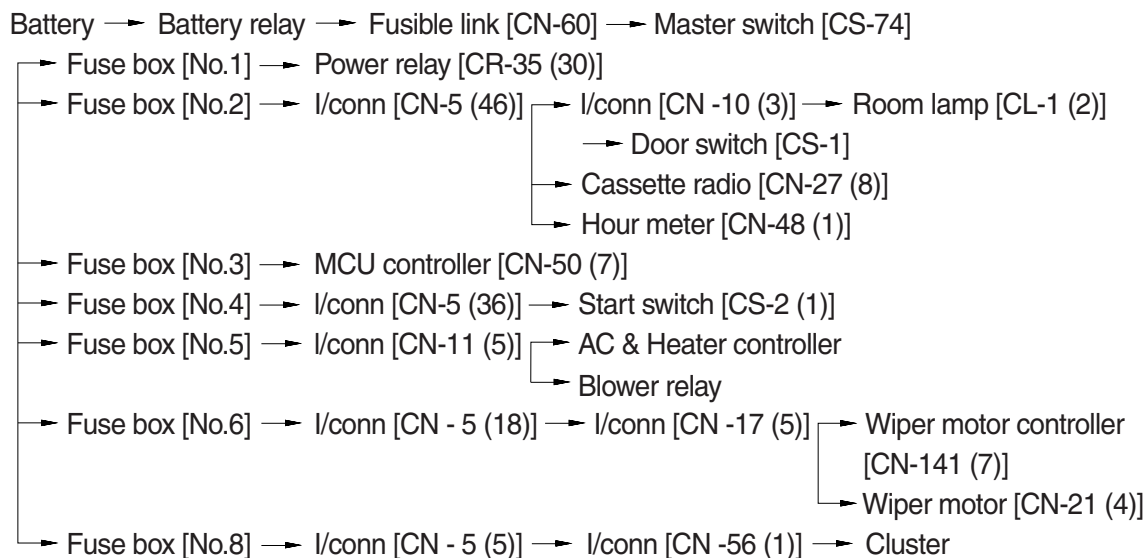 Battery → Battery relay → Fusible link [CN-60] → Master switch [CS-74]
Fuse box [No.1] → Power relay [CR-35 (30)]
Fuse box [No.2] → I/conn [CN-5 (46)] → I/conn [CN -10 (3)] → Room lamp [CL-1 (2)]
→ Door switch [CS-1]
→ Cassette radio [CN-27 (8)]
→ Hour meter [CN-48 (1)]
Fuse box [No.3] → MCU controller [CN-50 (7)]
Fuse box [No.4] → I/conn [CN-5 (36)] → Start switch [CS-2 (1)]
Fuse box [No.5] → I/conn [CN-11 (5)] → AC & Heater controller
→ Blower relay
Fuse box [No.6] → I/conn [CN - 5 (18)] → I/conn [CN -17 (5)] → Wiper motor controller
[CN-141 (7)]
→ Wiper motor [CN-21 (4)]
Fuse box [No.8] → I/conn [CN - 5 (5)] → I/conn [CN -56 (1)] → Cluster